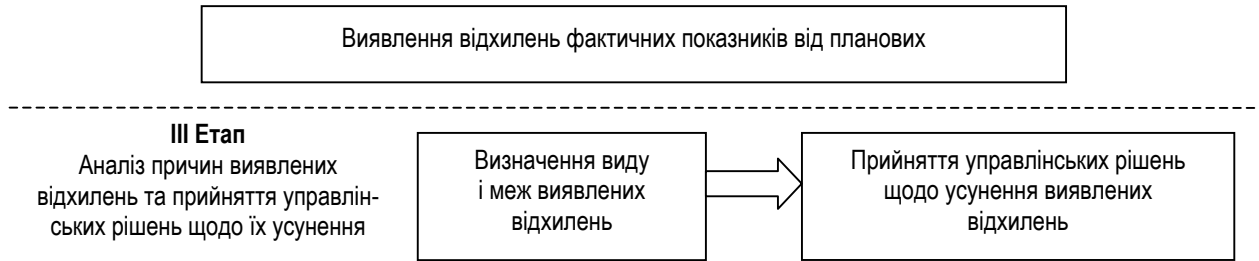 Виявлення відхилень фактичних показників від планових
ІІІ Етап
Аналіз причин виявлених
відхилень та прийняття управлін-
ських рішень щодо їх усунення
Визначення виду
і меж виявлених
відхилень
Прийняття управлінських рішень
щодо усунення виявлених
відхилень